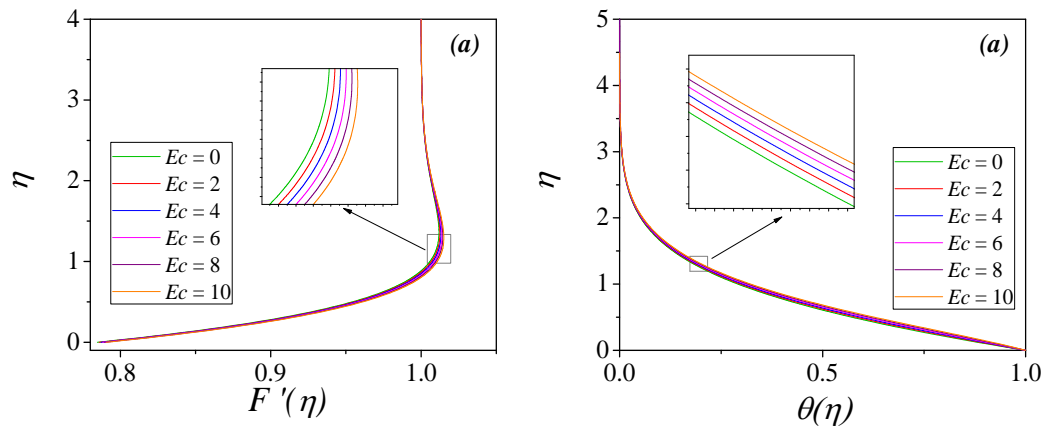 4
3
2
1
0
η
(a)
Ec = 0
Ec = 2
Ec = 4
Ec = 6
Ec = 8
Ec = 10
0.8
0.9
1.0
F '(η)
5
4
3
2
1
0
η
(a)
Ec = 0
Ec = 2
Ec = 4
Ec = 6
Ec = 8
Ec = 10
0.0
0.5
1.0
θ(η)